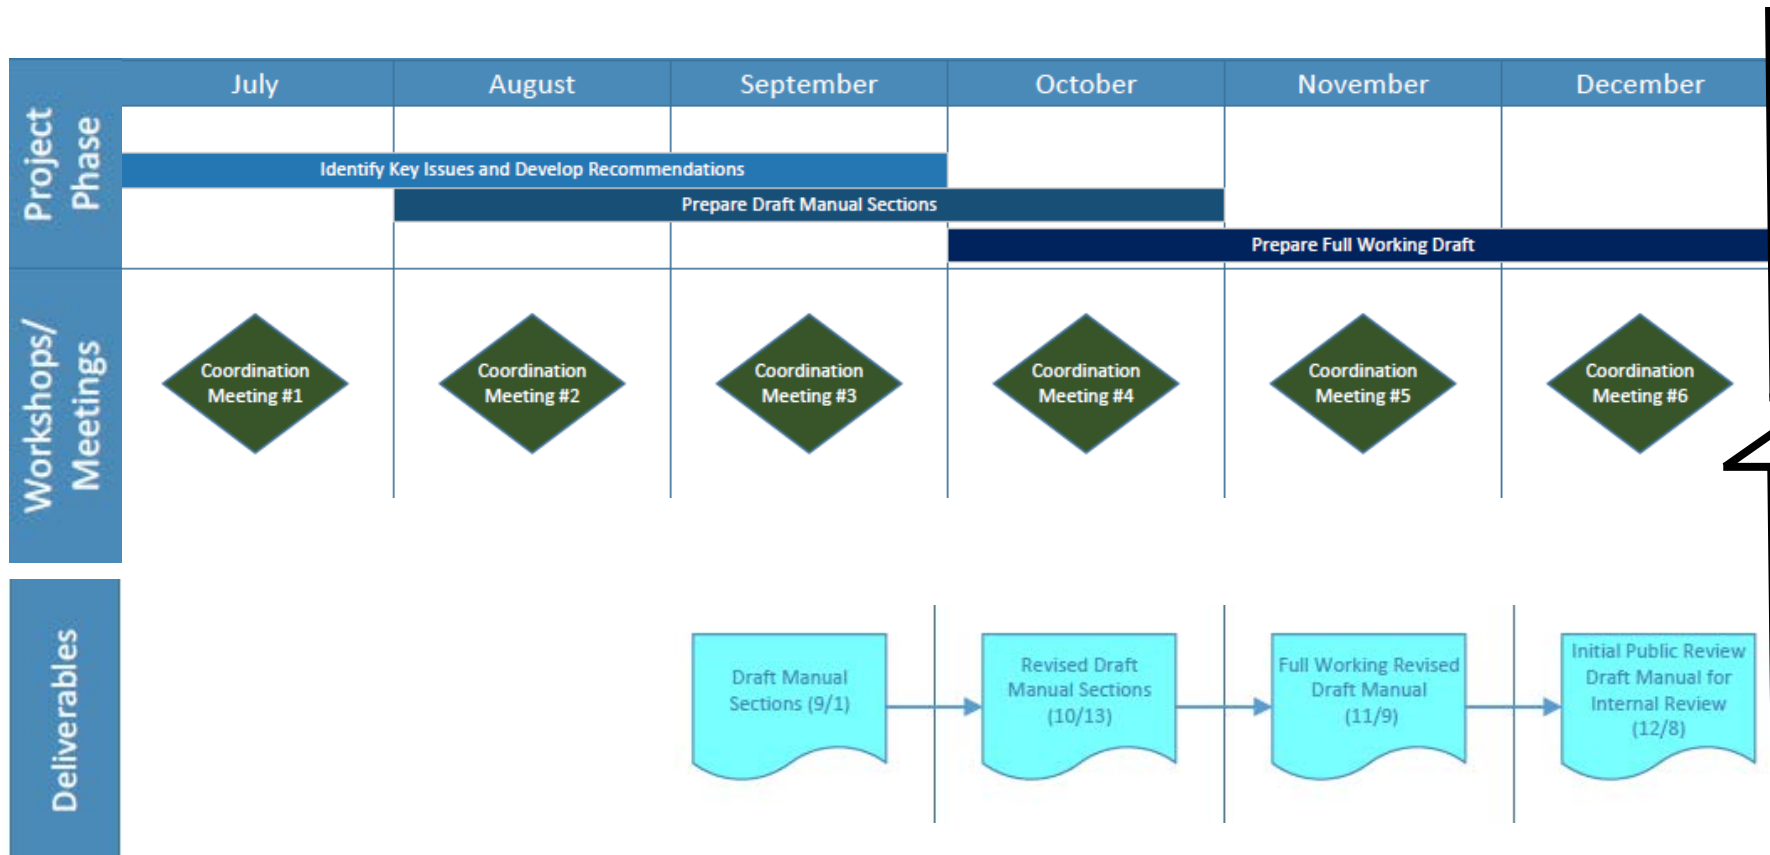 July August September October November December
Project
Phase
Identify Key Issues and Develop Recommendations
Prepare Draft Manual Sections
Prepare Full Working Draft
Workshops/
Meetings
Coordination
Meeting #1
Coordination
Meeting #2
Coordination
Meeting #3
Coordination
Meeting #4
Coordination
Meeting #5
Coordination
Meeting #6
Deliverables
Draft Manual
Sections (9/1)
Revised Draft
Manual Sections
(10/13)
Full Working Revised
Draft Manual
(11/9)
Initial Public Review
Draft Manual for
Internal Review
(12/8)